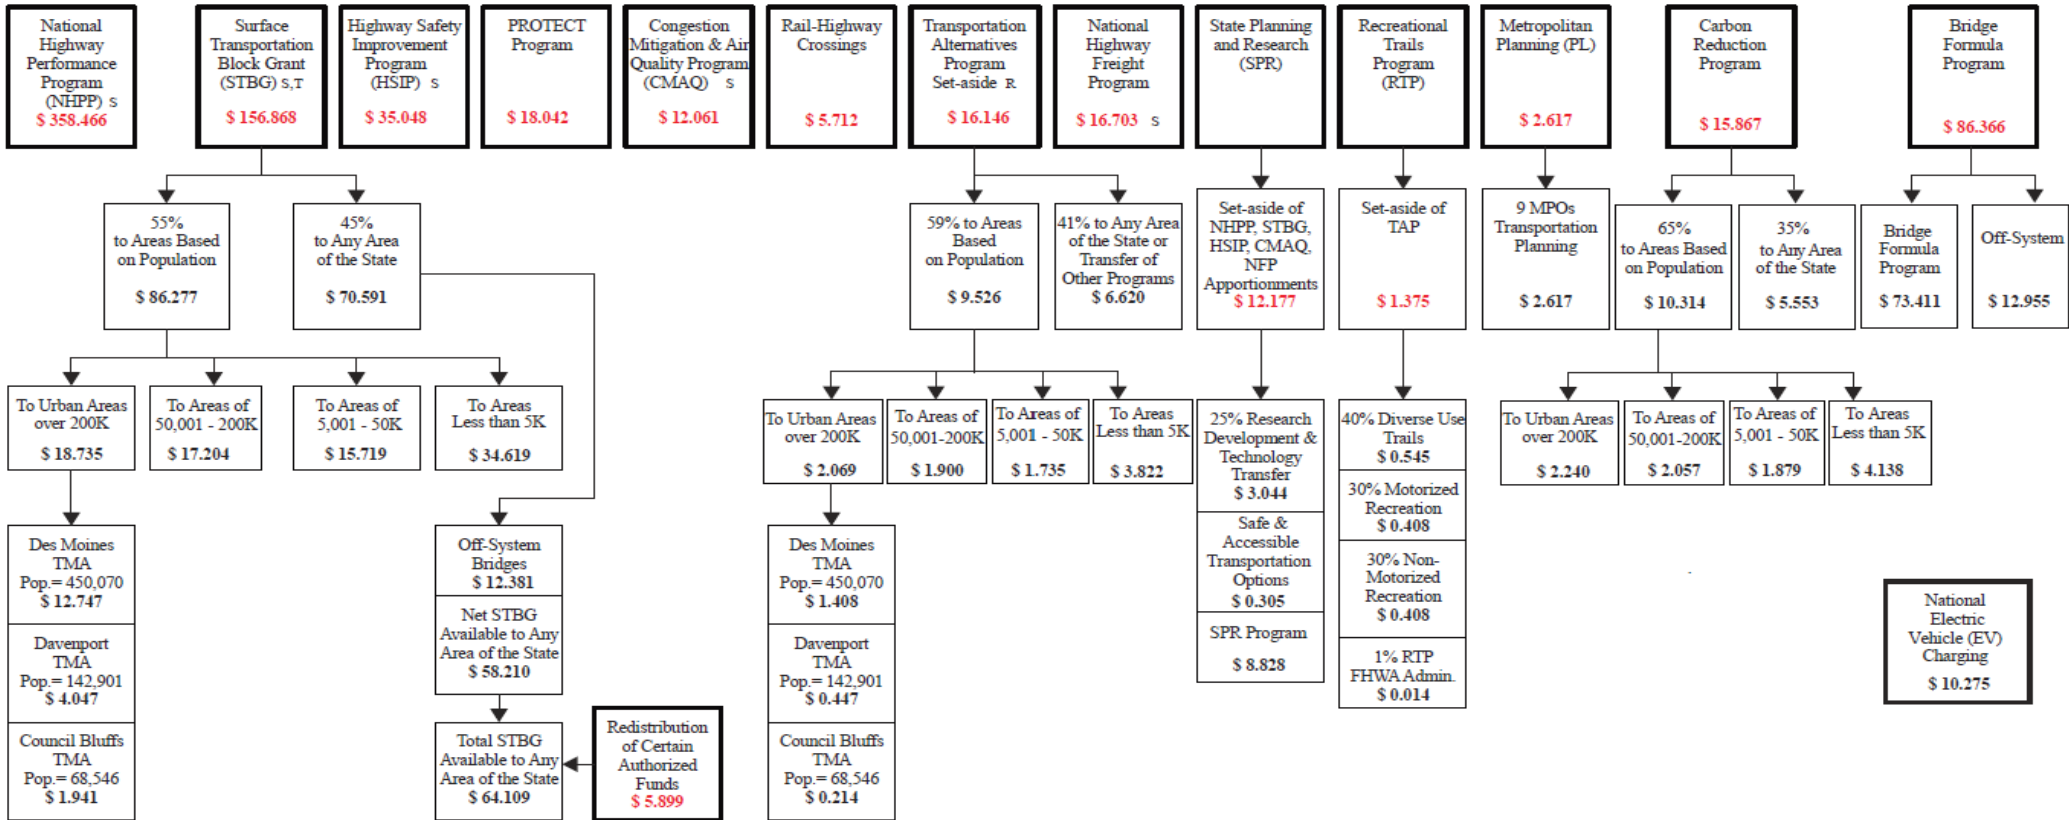 National
Highway
Performance
Program
(NHPP) S
$ 358.466
Surface
Transportation
Block Grant
(STBG) S,T
$ 156.868
Highway Safety
Improvement
Program
(HSIP) S
$ 35.048
PROTECT
Program
$ 18.042
Congestion
Mitigation & Air
Quality Program
(CMAQ) S
$ 12.061
Rail-Highway
Crossings
$ 5.712
Transportation
Alternatives
Program
Set-aside R
$ 16.146
National
Highway
Freight
Program
$ 16.703 S
State Planning
and Research
(SPR)
Recreational
Trails
Program
(RTP)
Metropolitan
Planning (PL)
$ 2.617
Carbon
Reduction
Program
$ 15.867
Bridge
Formula
Program
$ 86.366
55%
to Areas Based
on Population
$ 86.277
45%
to Any Area
of the State
$ 70.591
59% to Areas
Based
on Population
$ 9.526
41% to Any Area
of the State or
Transfer of
Other Programs
$ 6.620
Set-aside of
NHPP, STBG,
HSIP, CMAQ,
NFP
Apportionments
$ 12.177
Set-aside of
TAP
$ 1.375
9 MPOs
Transportation
Planning
$ 2.617
65%
to Areas Based
on Population
$ 10.314
35%
to Any Area
of the State
$ 5.553
Bridge
Formula
Program
$ 73.411
Off-System
$ 12.955
To Urban Areas
over 200K
$ 18.735
To Areas of
50,001 - 200K
$ 17.204
To Areas of
5,001 - 50K
$ 15.719
To Areas
Less than 5K
$ 34.619
To Urban Areas
over 200K
$ 2.069
To Areas of
50,001-200K
$ 1.900
To Areas of
5,001 - 50K
$ 1.735
To Areas
Less than 5K
$ 3.822
25% Research
Development &
Technology
Transfer
$ 3.044
Safe &
Accessible
Transportation
Options
$ 0.305
SPR Program
$ 8.828
40% Diverse Use
Trails
$ 0.545
30% Motorized
Recreation
$ 0.408
30% Non-
Motorized
Recreation
$ 0.408
1% RTP
FHWA Admin.
$ 0.014
To Urban Areas
over 200K
$ 2.240
To Areas of
50,001-200K
$ 2.057
To Areas of
5,001 - 50K
$ 1.879
To Areas
Less than 5K
$ 4.138
Des Moines
TMA
Pop.= 450,070
$ 12.747
Davenport
TMA
Pop.= 142,901
$ 4.047
Council Bluffs
TMA
Pop.= 68,546
$ 1.941
Off-System
Bridges
$ 12.381
Net STBG
Available to Any
Area of the State
$ 58.210
Total STBG
Available to Any
Area of the State
$ 64.109
Redistribution
of Certain
Authorized
Funds
$ 5.899
Des Moines
TMA
Pop.= 450,070
$ 1.408
Davenport
TMA
Pop.= 142,901
$ 0.447
Council Bluffs
TMA
Pop.= 68,546
$ 0.214
National
Electric
Vehicle (EV)
Charging
$ 10.275